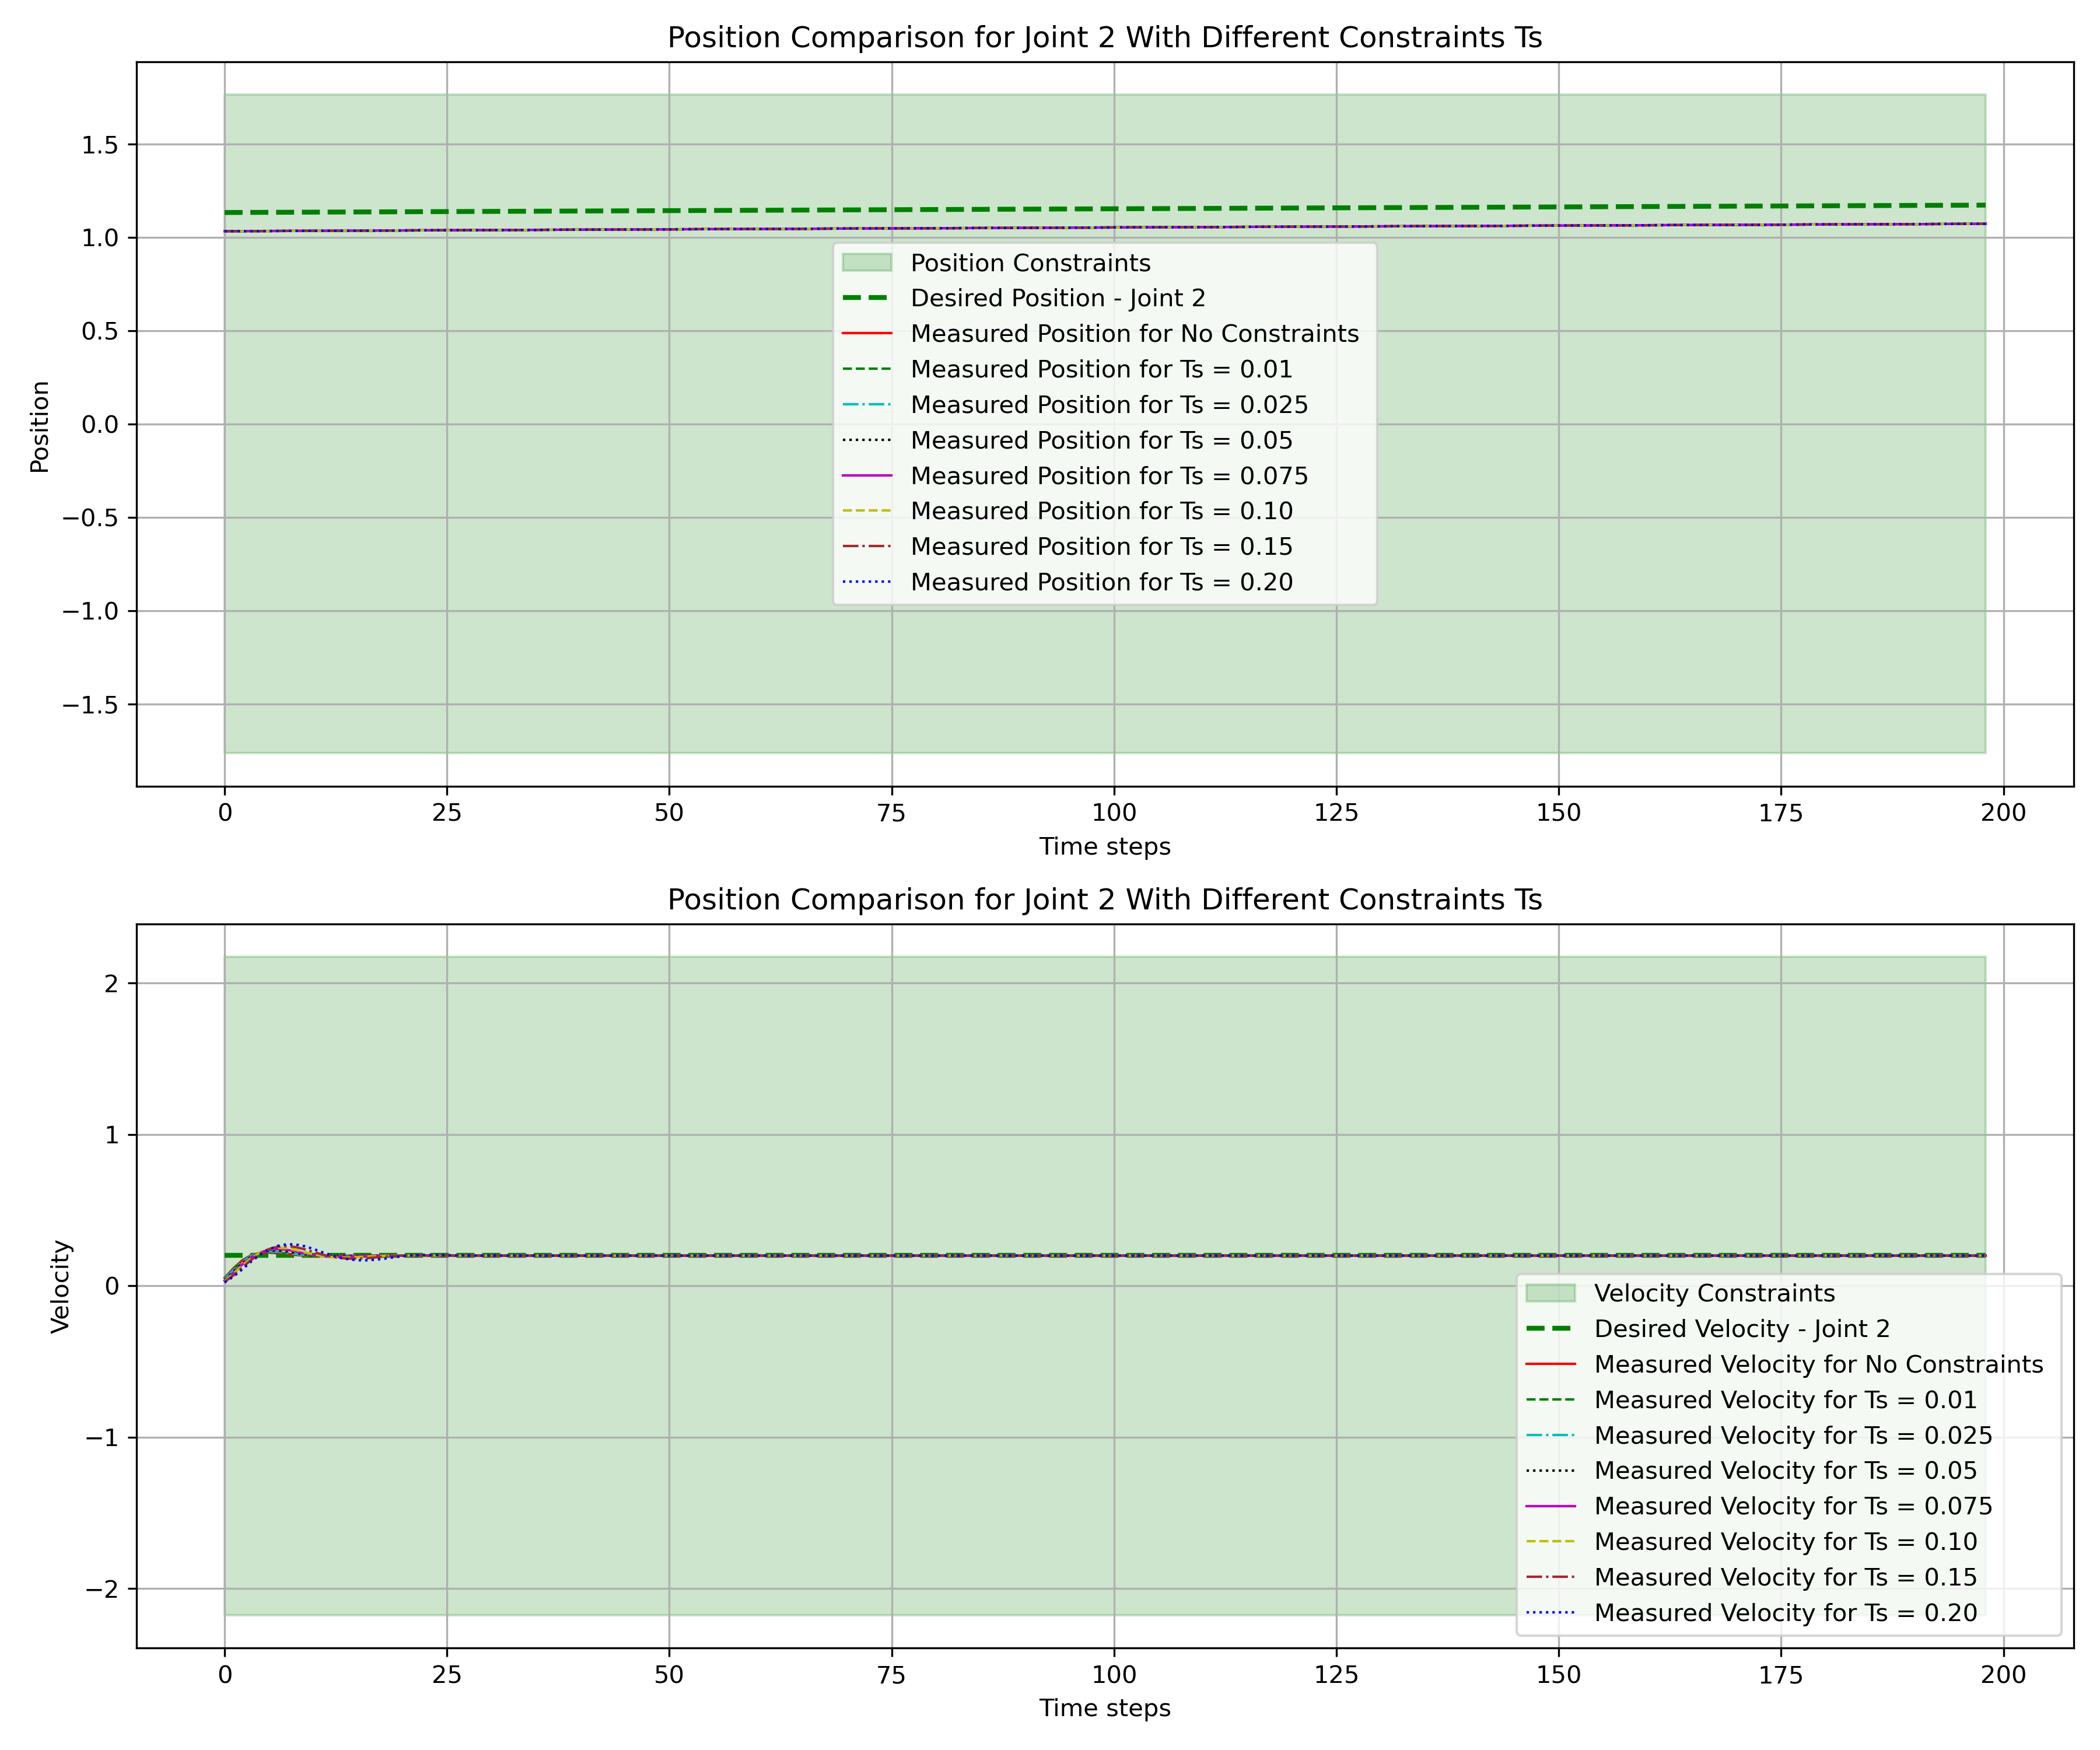 Position Comparison for Joint 2 With Different Constraints Ts
1.5
1.0
0.5
0.0
−0.5
−1.0
−1.5
Position
Position Constraints
Desired Position - Joint 2
Measured Position for No Constraints
Measured Position for Ts = 0.01
Measured Position for Ts = 0.025
Measured Position for Ts = 0.05
Measured Position for Ts = 0.075
Measured Position for Ts = 0.10
Measured Position for Ts = 0.15
Measured Position for Ts = 0.20
0 25 50 75 100 125 150 175 200
Time steps
Position Comparison for Joint 2 With Different Constraints Ts
2
1
0
−1
−2
Velocity
Velocity Constraints
Desired Velocity - Joint 2
Measured Velocity for No Constraints
Measured Velocity for Ts = 0.01
Measured Velocity for Ts = 0.025
Measured Velocity for Ts = 0.05
Measured Velocity for Ts = 0.075
Measured Velocity for Ts = 0.10
Measured Velocity for Ts = 0.15
Measured Velocity for Ts = 0.20
0 25 50 75 100 125 150 175 200
Time steps